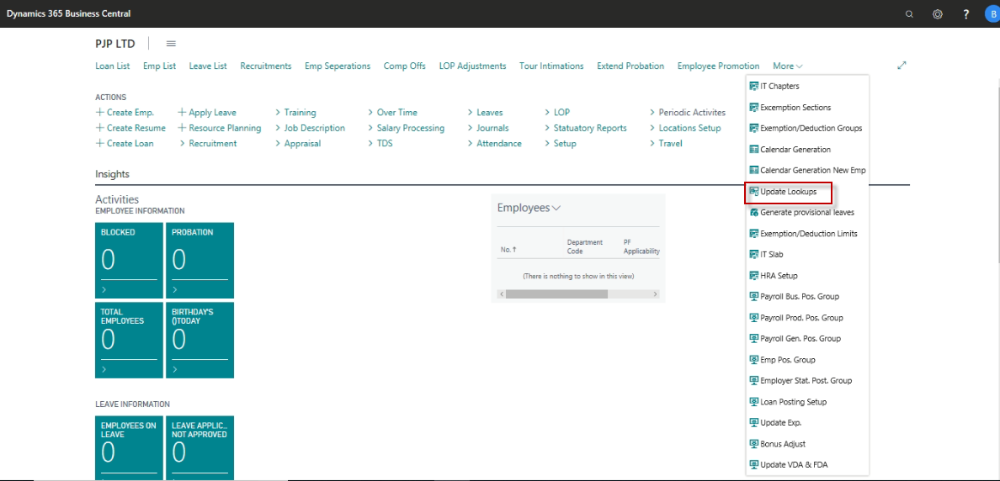 Dynamics 365 Business Central
?
B
PJP LTD
Loan List Emp List Leave List Recruitments Emp Seperations Comp Offs LOP Adjustments Tour Intimations Extend Probation Employee Promotion More
ACTIONS
Create Emp. Apply Leave Training Over Time Leaves LOP Periodic Activites
Create Resume Resource Planning Job Description Salary Processing Journals Statuatory Reports Locations Setup
Create Loan Recruitment Appraisal TDS Attendance Setup Travel
IT Chapters
Excemption Sections
Exemption/Deduction Groups
Calendar Generation
Calendar Generation New Emp
Update Lookups
Generate provisional leaves
Exemption/Deduction Limits
IT Slab
HRA Setup
Payroll Bus. Pos. Group
Payroll Prod. Pos. Group
Payroll Gen. Pos. Group
Emp Pos. Group
Employer Stat. Post. Group
Loan Posting Setup
Update Exp.
Bonus Adjust
Update VDA & FDA
Insights
Activities
EMPLOYEE INFORMATION
BLOCKED
0
PROBATION
0
TOTAL
EMPLOYEES
0
BIRTHDAY'S
()TODAY
0
Employees
No. ↑
Department
Code
PF
Applicability
(There is nothing to show in this view)
LEAVE INFORMATION
EMPLOYEES ON
LEAVE
0
LEAVE APPLIC...
NOT APPROVED
0